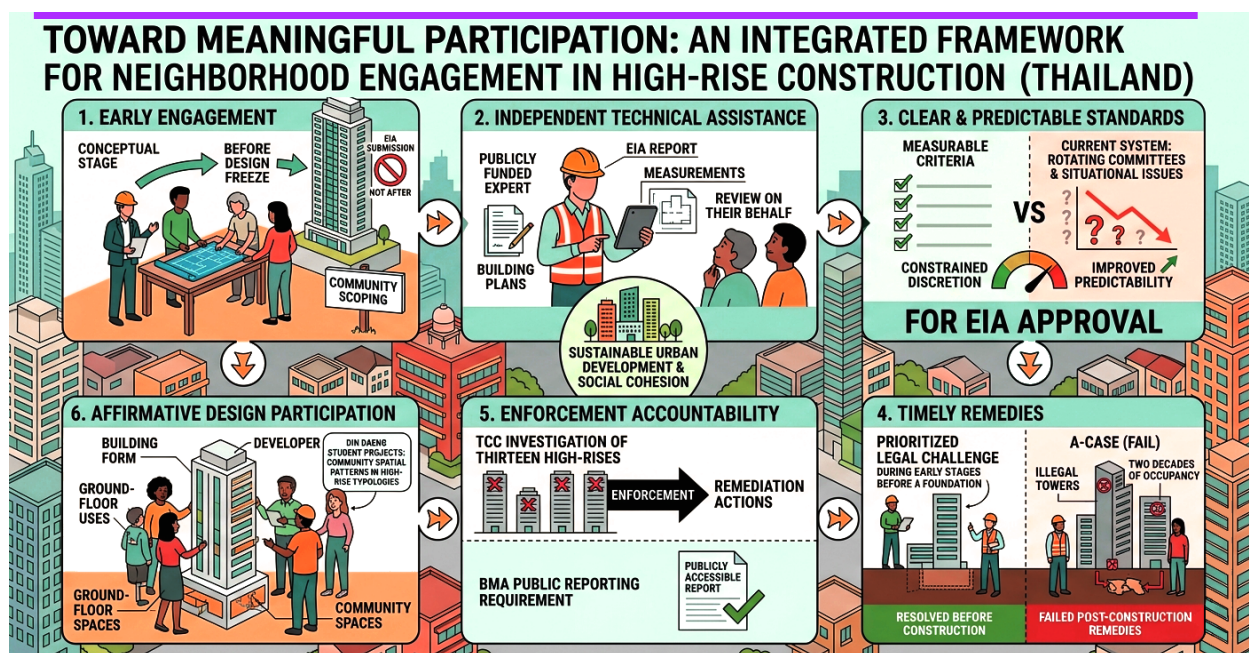 TOWARD MEANINGFUL PARTICIPATION: AN INTEGRATED FRAMEWORK
FOR NEIGHBORHOOD ENGAGEMENT IN HIGH-RISE CONSTRUCTION (THAILAND)
1. EARLY ENGAGEMENT
CONCEPTUAL
STAGE
BEFORE
DESIGN
FREEZE
EIA
SUBMISSION
NOT AFTER
COMMUNITY
SCOPING
2. INDEPENDENT TECHNICAL ASSISTANCE
PUBLICLY
FUNDED
EXPERT
EIA REPORT
MEASUREMENTS
REVIEW ON
THEIR BEHALF
BUILDING
PLANS
3. CLEAR & PREDICTABLE STANDARDS
MEASURABLE
CRITERIA
CONSTRAINED
DISCRETION
VS
CURRENT SYSTEM:
ROTATING COMMITTEES
& SITUATIONAL ISSUES
? ? ?
? ? ?
IMPROVED
PREDICTABILITY
FOR EIA APPROVAL
SUSTAINABLE URBAN
DEVELOPMENT &
SOCIAL COHESION
6. AFFIRMATIVE DESIGN PARTICIPATION
BUILDING
FORM
DEVELOPER
DIN DAENG
STUDENT PROJECTS:
COMMUNITY SPATIAL
PATTERNS IN HIGH-
RISE TYPOLOGIES
GROUND-
FLOOR
USES
GROUND-
FLOOR
SPACES
COMMUNITY
SPACES
5. ENFORCEMENT ACCOUNTABILITY
TCC INVESTIGATION OF
THIRTEEN HIGH-RISES
ENFORCEMENT
REMEDIATION
ACTIONS
BMA PUBLIC REPORTING
REQUIREMENT
PUBLICLY
ACCESSIBLE
REPORT
4. TIMELY REMEDIES
PRIORITIZED
LEGAL CHALLENGE
DURING EARLY STAGES
BEFORE A FOUNDATION
RESOLVED BEFORE
CONSTRUCTION
A-CASE (FAIL)
ILLEGAL
TOWERS
TWO DECADES
OF OCCUPANCY
FAILED POST-CONSTRUCTION
REMEDIES